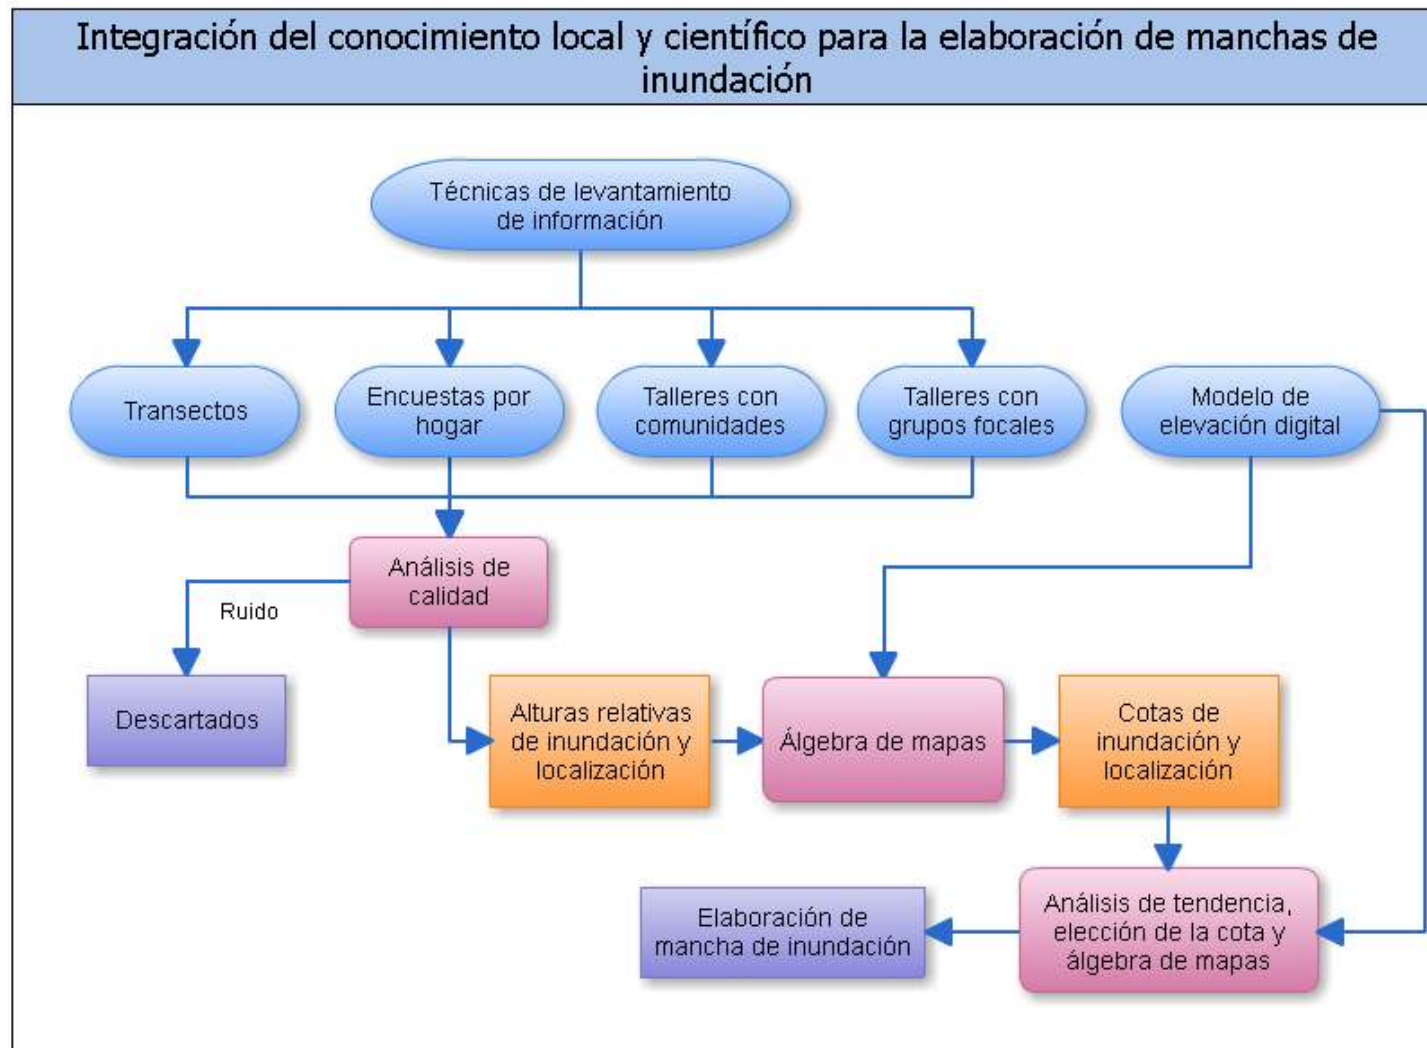 Integración del conocimiento local y científico para la elaboración de manchas de
inundación
Técnicas de levantamiento
de información
Transectos
Encuestas por
hogar
Talleres con
comunidades
Talleres con
grupos focales
Modelo de
elevación digital
Análisis de
calidad
Ruido
Descartados
Alturas relativas
de inundación y
localización
Álgebra de mapas
Cotas de
inundación y
localización
Elaboración de
mancha de inundación
Análisis de tendencia,
elección de la cota y
álgebra de mapas